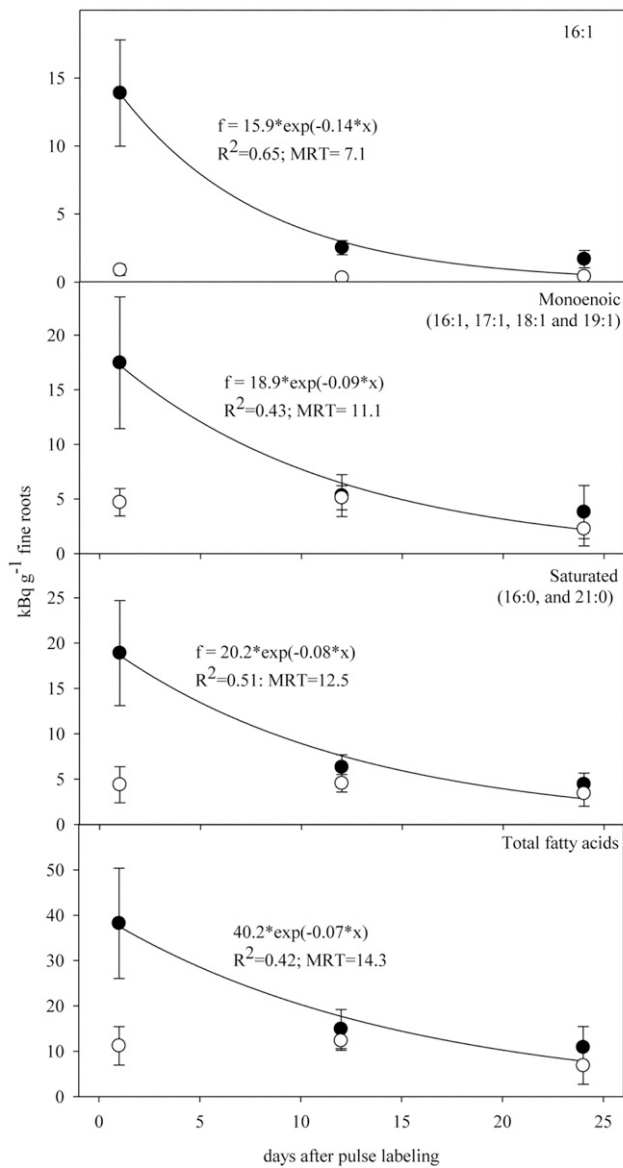 16:1
15
10
5
0
f = 15.9*exp(-0.14*x)
R²=0.65; MRT= 7.1
Monoenoic
(16:1, 17:1, 18:1 and 19:1)
20
15
10
5
0
f = 18.9*exp(-0.09*x)
R²=0.43; MRT= 11.1
kBq g⁻¹ fine roots
Saturated
(16:0, and 21:0)
25
20
15
10
5
0
f = 20.2*exp(-0.08*x)
R²=0.51: MRT=12.5
Total fatty acids
50
40
30
20
10
0
40.2*exp(-0.07*x)
R²=0.42; MRT=14.3
0 5 10 15 20 25
days after pulse labeling